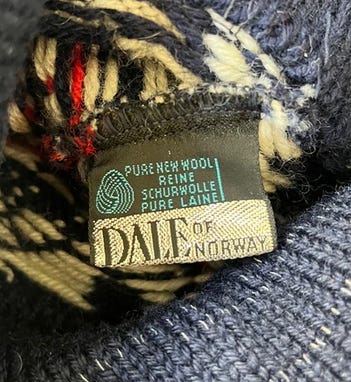 PURE NEW WOOL
REINE
SCHURWOLLE
PURE LAINE
DALE OF NORWAY